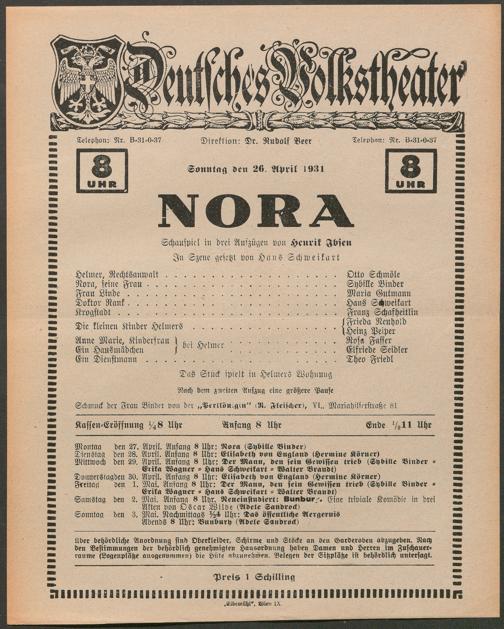 Deutsches Volkstheater
Telephon: Nr. B-31-0-37 Direktion: Dr. Rudolf Beer Telephon: Nr. B-31-0-37
8 UHR
Sonntag den 26. April 1931
8 UHR
NORA
Schauspiel in drei Aufzügen von Henrik Ibsen
In Szene gesetzt von Hans Schweikart
Helmer, Rechtsanwalt . . . Otto Schmöle
Nora, seine Frau . . . Sybille Binder
Frau Linde . . . Maria Gutmann
Doktor Rank . . . Hans Schweikart
Krogstadt . . . Franz Schafheitlin
Die kleinen Kinder Helmers . . . { Frieda Nenhold
Heinz Peiper
Anne Marie, Kinderfrau } bei Helmer . . . Rosa Fasser
Ein Hausmädchen . . . Elfriede Seidler
Ein Dienstmann . . . Theo Friedl
Das Stück spielt in Helmers Wohnung
Nach dem zweiten Aufzug eine größere Pause
Schmuck der Frau Binder von der (R. Fleischer), VI., Mariahilferstraße 81
Kassen-Eröffnung ¼8 Uhr Anfang 8 Uhr Ende ½11 Uhr
Montag den 27. April. Anfang 8 Uhr: Nora (Sybille Binder)
Dienstag den 28. April. Anfang 8 Uhr: Elisabeth von England (Hermine Körner)
Mittwoch den 29. April. Anfang 8 Uhr: Der Mann, den sein Gewissen trieb (Sybille Binder -
Erika Wagner - Hans Schweikart - Walter Brandt)
Donnerstag den 30. April. Anfang 8 Uhr: Elisabeth von England (Hermine Körner)
Freitag den 1. Mai. Anfang 8 Uhr: Der Mann, den sein Gewissen trieb (Sybille Binder -
Erika Wagner - Hans Schweikart - Walter Brandt)
Samstag den 2. Mai. Anfang 8 Uhr: Neueinstudiert: Bunbury. Eine triviale Komödie in drei
Akten von Oscar Wilde (Adele Sandrock)
Sonntag den 3. Mai. Nachmittags Uhr: Das öffentliche Aergernis
Abends 8 Uhr: Bunbury (Adele Sandrock)
Über behördliche Anordnung sind Oberkleider, Schirme und Stöcke an den Garderoben abzugeben. Nach
den Bestimmungen der behördlich genehmigten Hausordnung haben Damen und Herren im Zuschauer-
raume (Logenplätze ausgenommen) die Hüte abzunehmen. Belegen der Sitzplätze ist behördlich untersagt.
Preis 1 Schilling
„Elbemühl“, Wien IX.